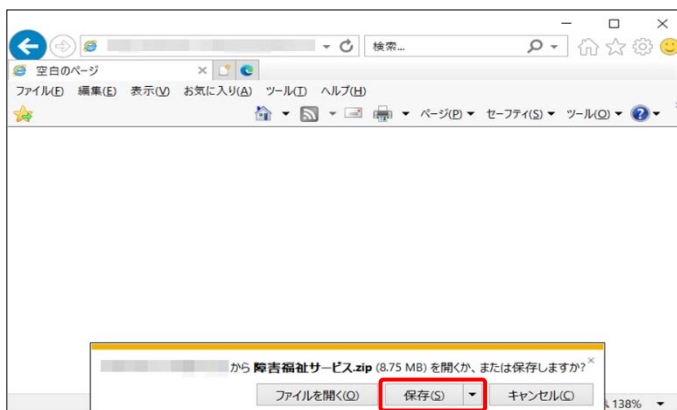 検索...
空白のページ
ファイル(F) 編集(E) 表示(V) お気に入り(A) ツール(T) ヘルプ(H)
ページ(P) セーフティ(S) ツール(O)
から 障害福祉サービス.zip (8.75 MB) を開くか、または保存しますか?
ファイルを開く(O) 保存(S) キャンセル(C)
138%